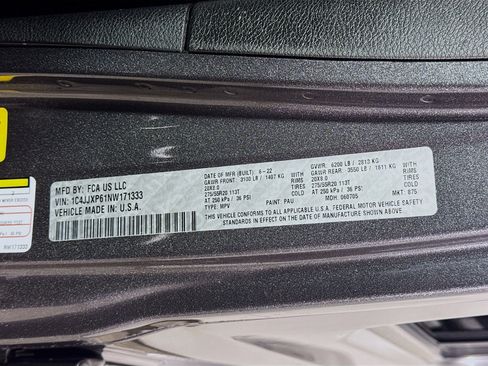 MFD BY: FCA US LLC
DATE OF MFR (BUILT): 6-22
GVWR: 6200 LB / 2813 KG
GAWR FRONT: 3100 LB / 1407 KG WITH
GAWR REAR: 3550 LB / 1611 KG WITH
20X8.0 RIMS
20X8.0 RIMS
275/55R20 113T TIRES
275/55R20 113T TIRES
AT 250 kPa / 36 PSI COLD
AT 250 kPa / 36 PSI COLD
VIN: 1C4JJXP61NW171333
TYPE: MPV
PAINT: PAU
MDH: 060705
MKT: 875
VEHICLE MADE IN U.S.A.
THIS VEHICLE CONFORMS TO ALL APPLICABLE U.S.A. FEDERAL MOTOR VEHICLE SAFETY
STANDARDS IN EFFECT ON THE DATE OF MANUFACTURE SHOWN ABOVE.
NW171333